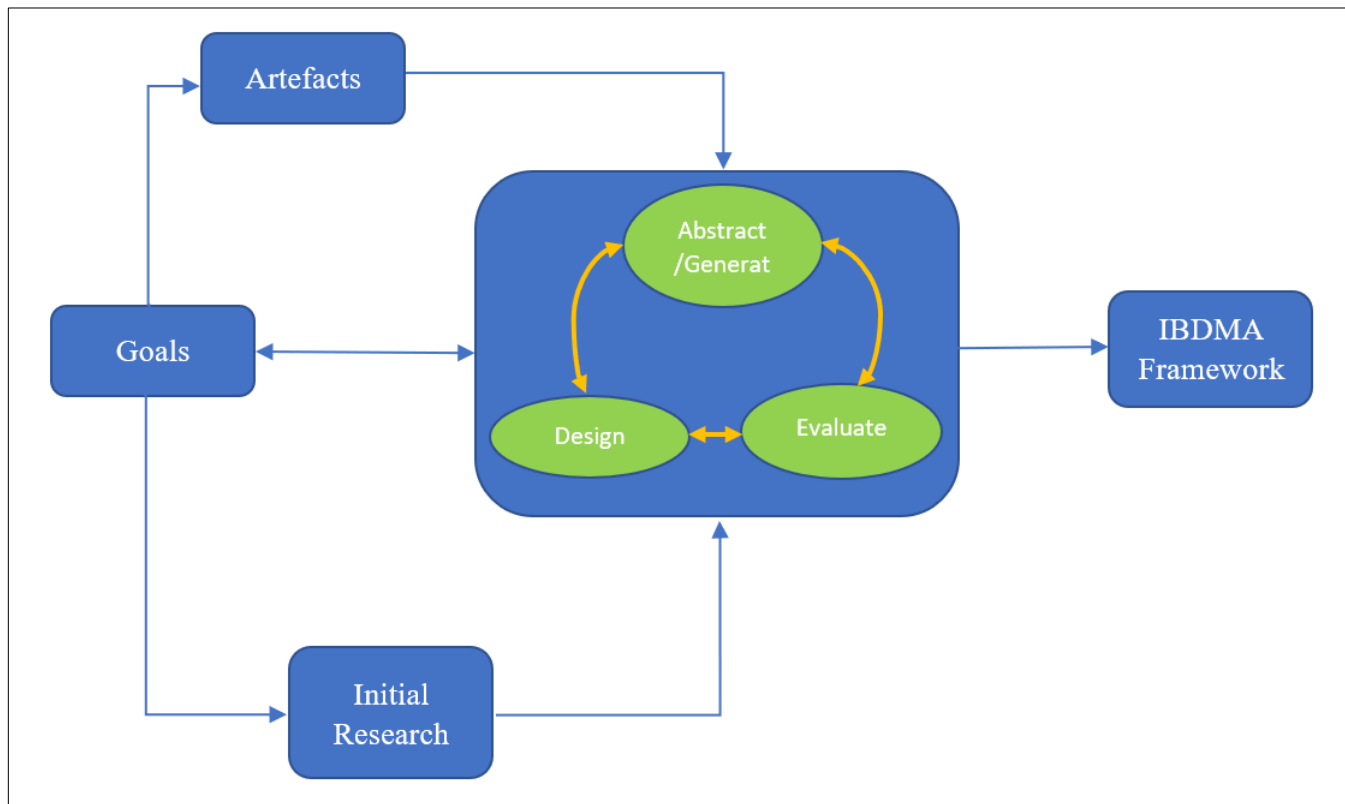 Artefacts
Abstract
/Generat
Goals
IBDMA
Framework
Design
Evaluate
Initial
Research